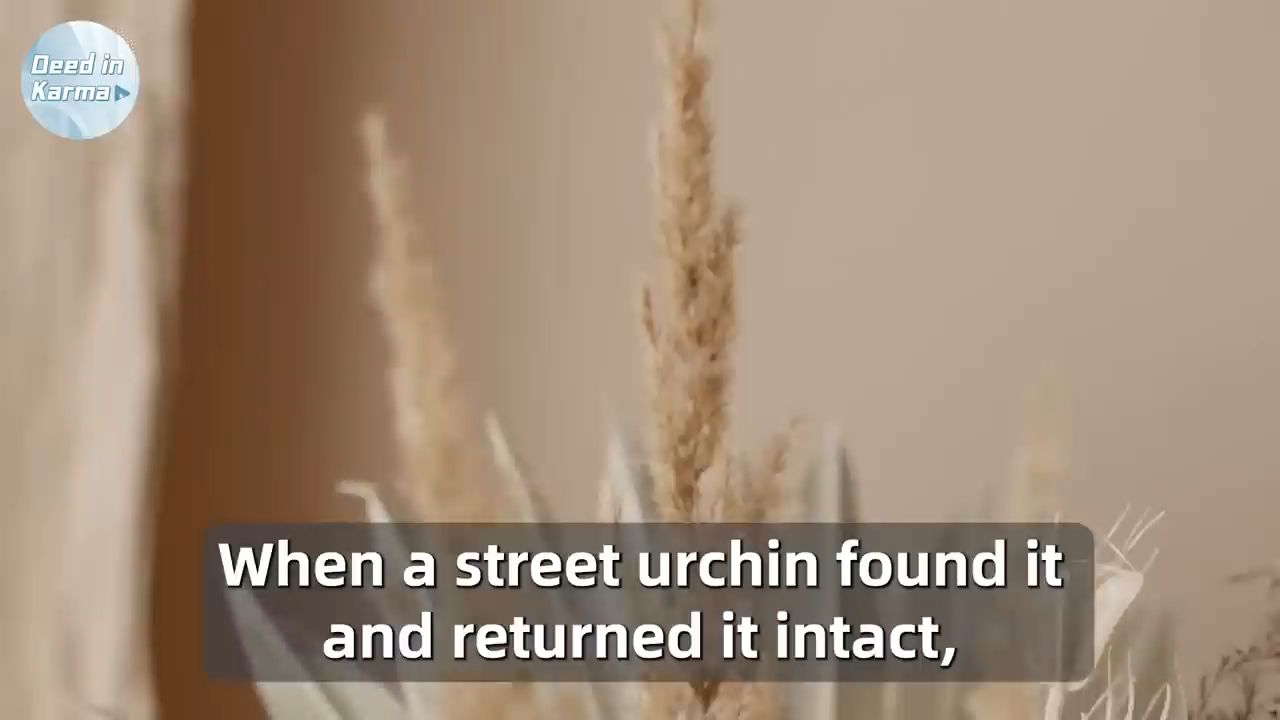 Deed in
Karma
When a street urchin found it
and returned it intact,